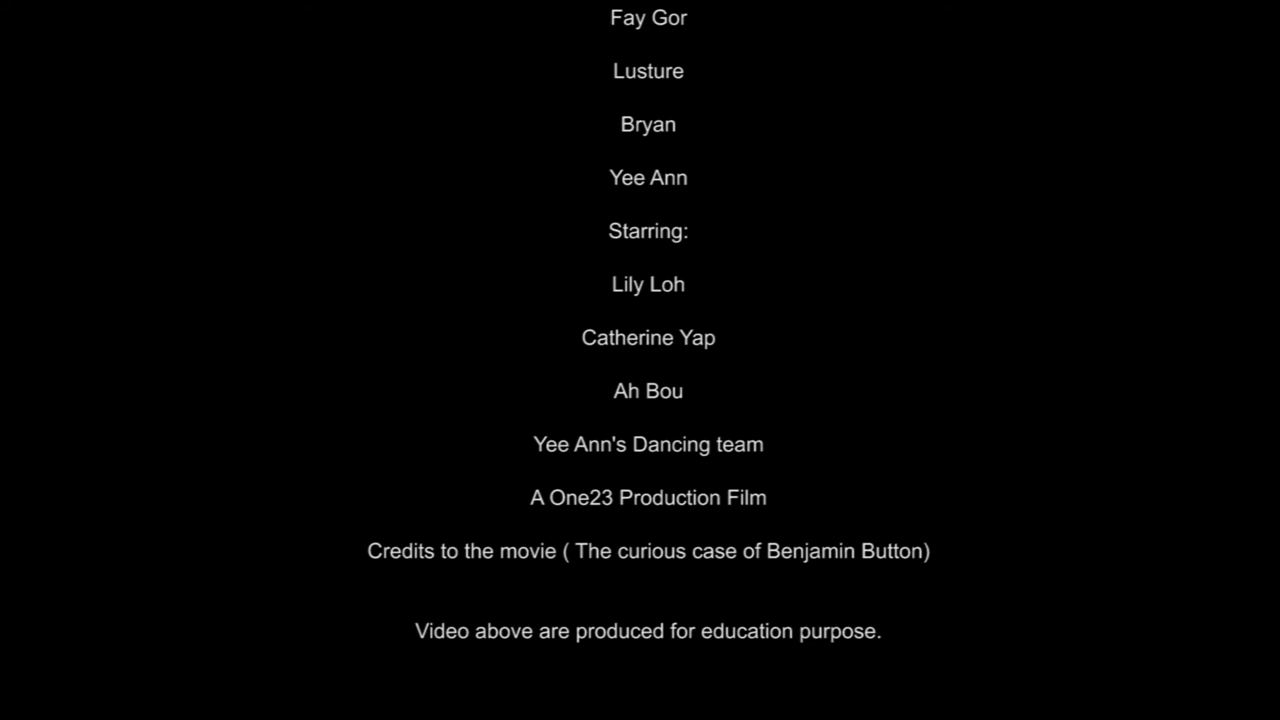 Fay Gor
Lusture
Bryan
Yee Ann
Starring:
Lily Loh
Catherine Yap
Ah Bou
Yee Ann's Dancing team
A One23 Production Film
Credits to the movie ( The curious case of Benjamin Button)
Video above are produced for education purpose.